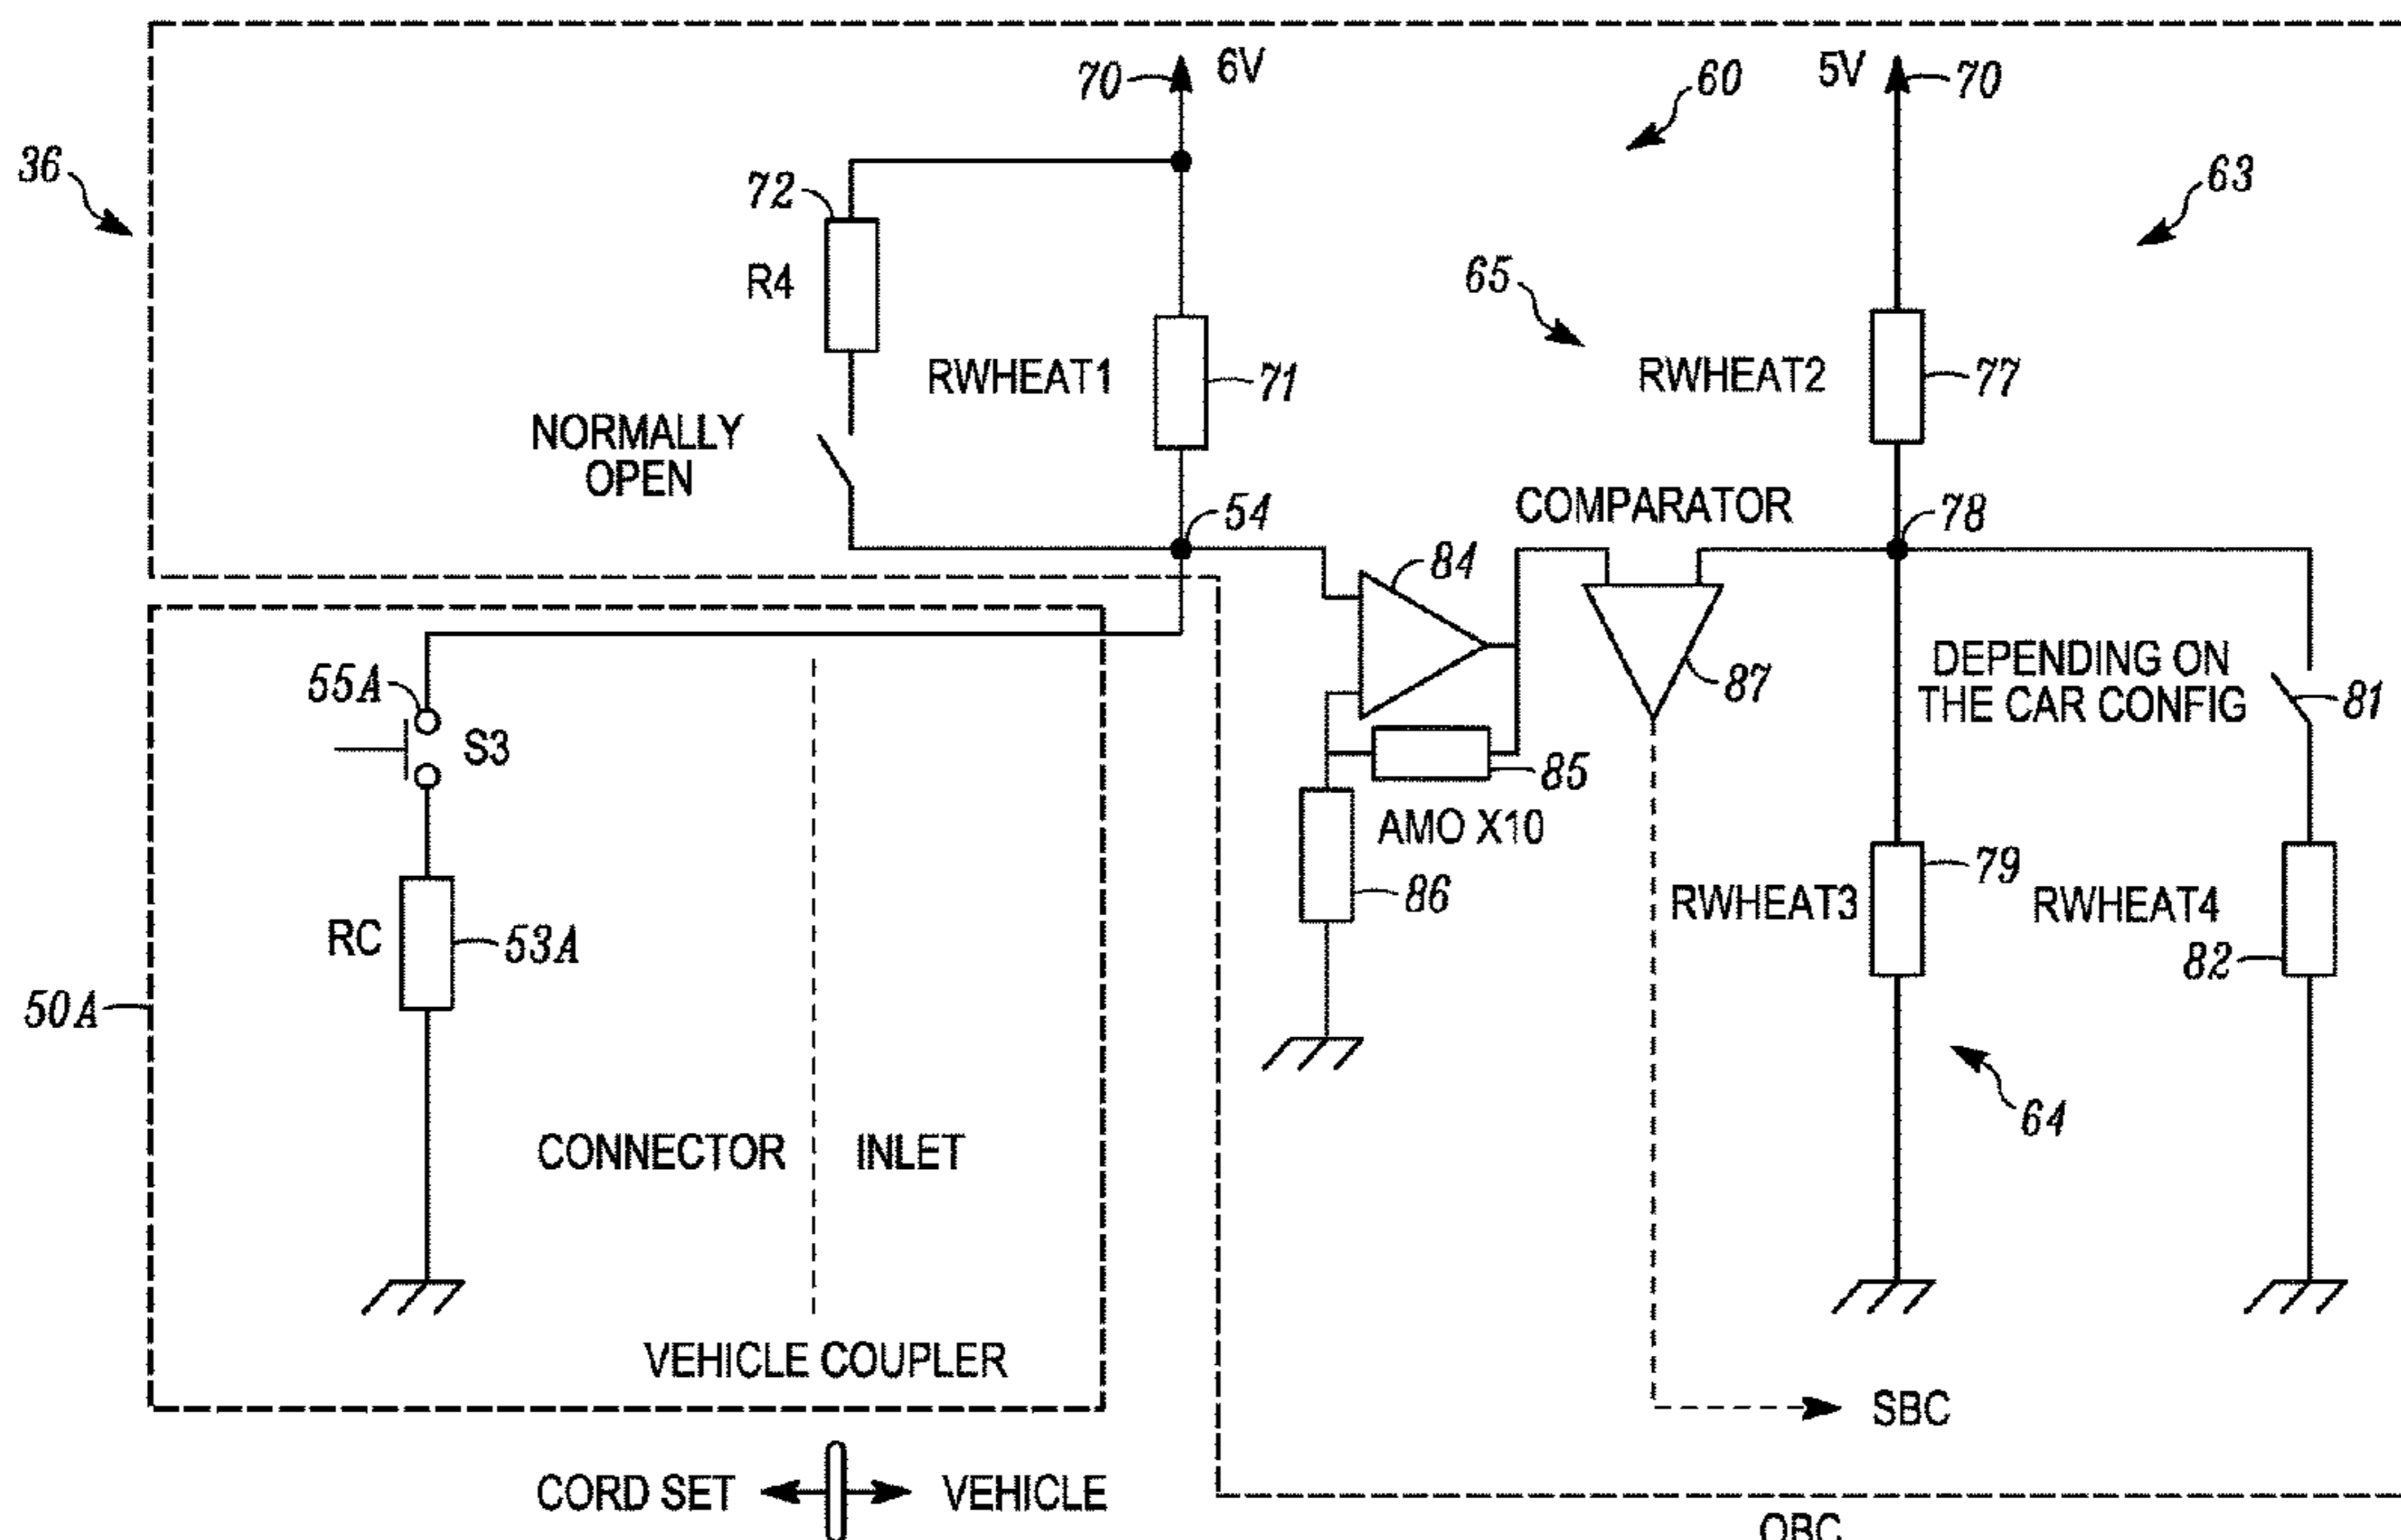 70
6V
60
5V
70
36
72
63
R4
65
RWHEAT1
71
RWHEAT2
77
NORMALLY
OPEN
54
COMPARATOR
78
84
55A
S3
87
DEPENDING ON
THE CAR CONFIG
81
85
AMO X10
86
RWHEAT3
79
RWHEAT4
82
RC
53A
50A
64
CONNECTOR
INLET
VEHICLE COUPLER
SBC
CORD SET
VEHICLE
OBC